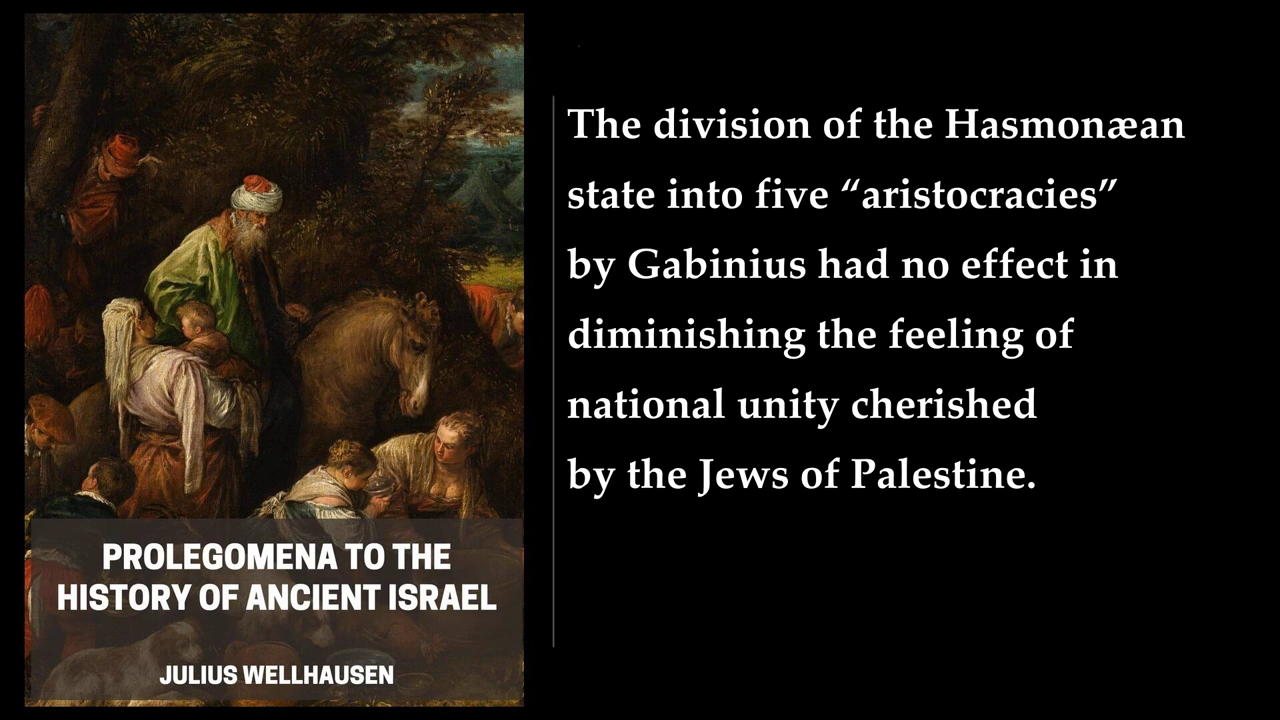 PROLEGOMENA TO THE
HISTORY OF ANCIENT ISRAEL
JULIUS WELLHAUSEN
The division of the Hasmonæan
state into five “aristocracies”
by Gabinius had no effect in
diminishing the feeling of
national unity cherished
by the Jews of Palestine.